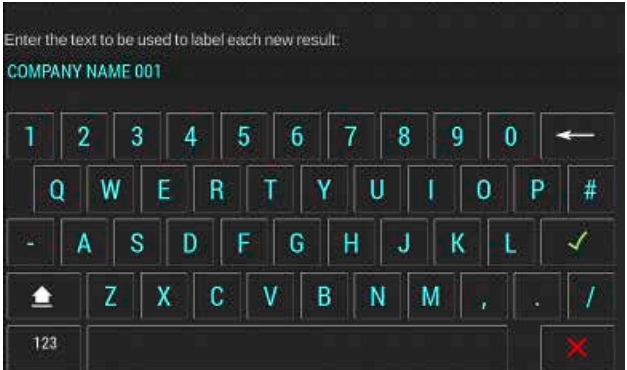 Enter the text to be used to label each new result:
COMPANY NAME 001
1 2 3 4 5 6 7 8 9 0
Q W E R T Y U I O P #
- A S D F G H J K L
Z X C V B N M , . /
123